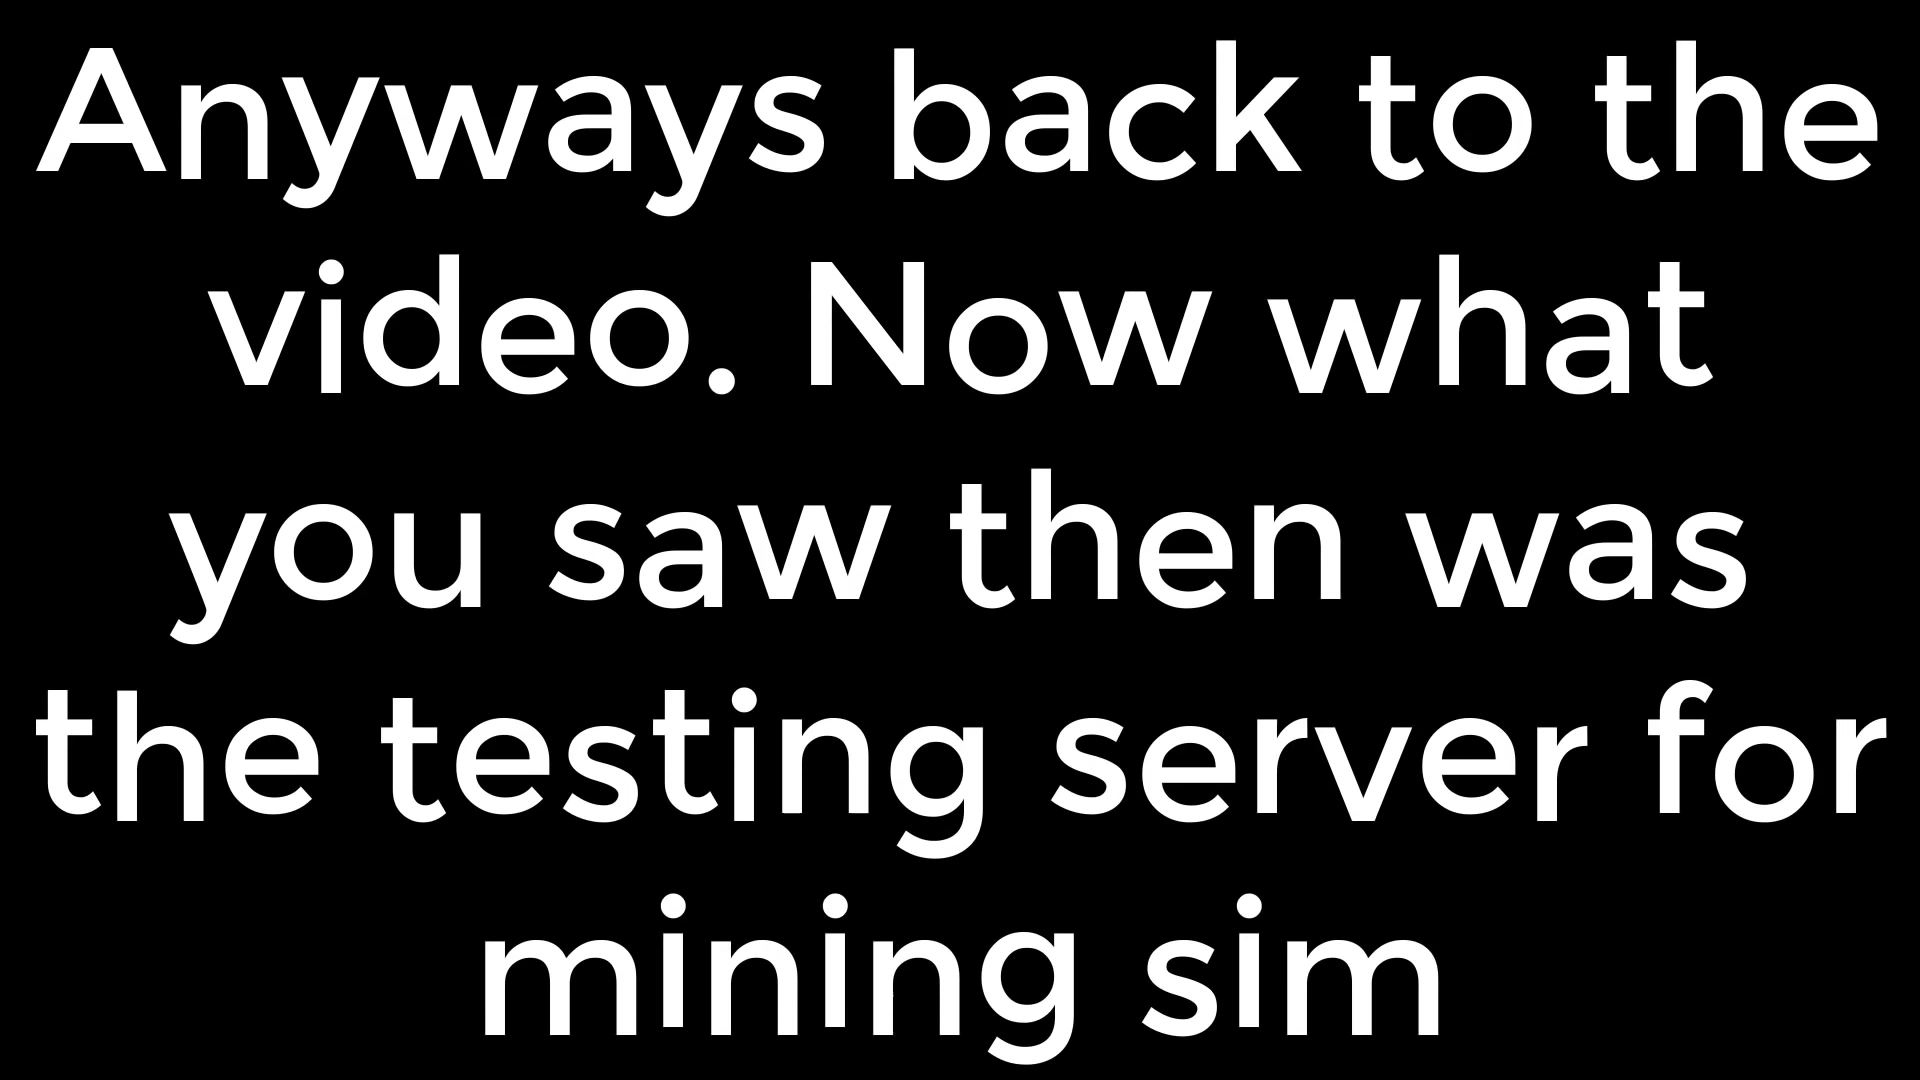 Anyways back to the
video. Now what
you saw then was
the testing server for
mining sim